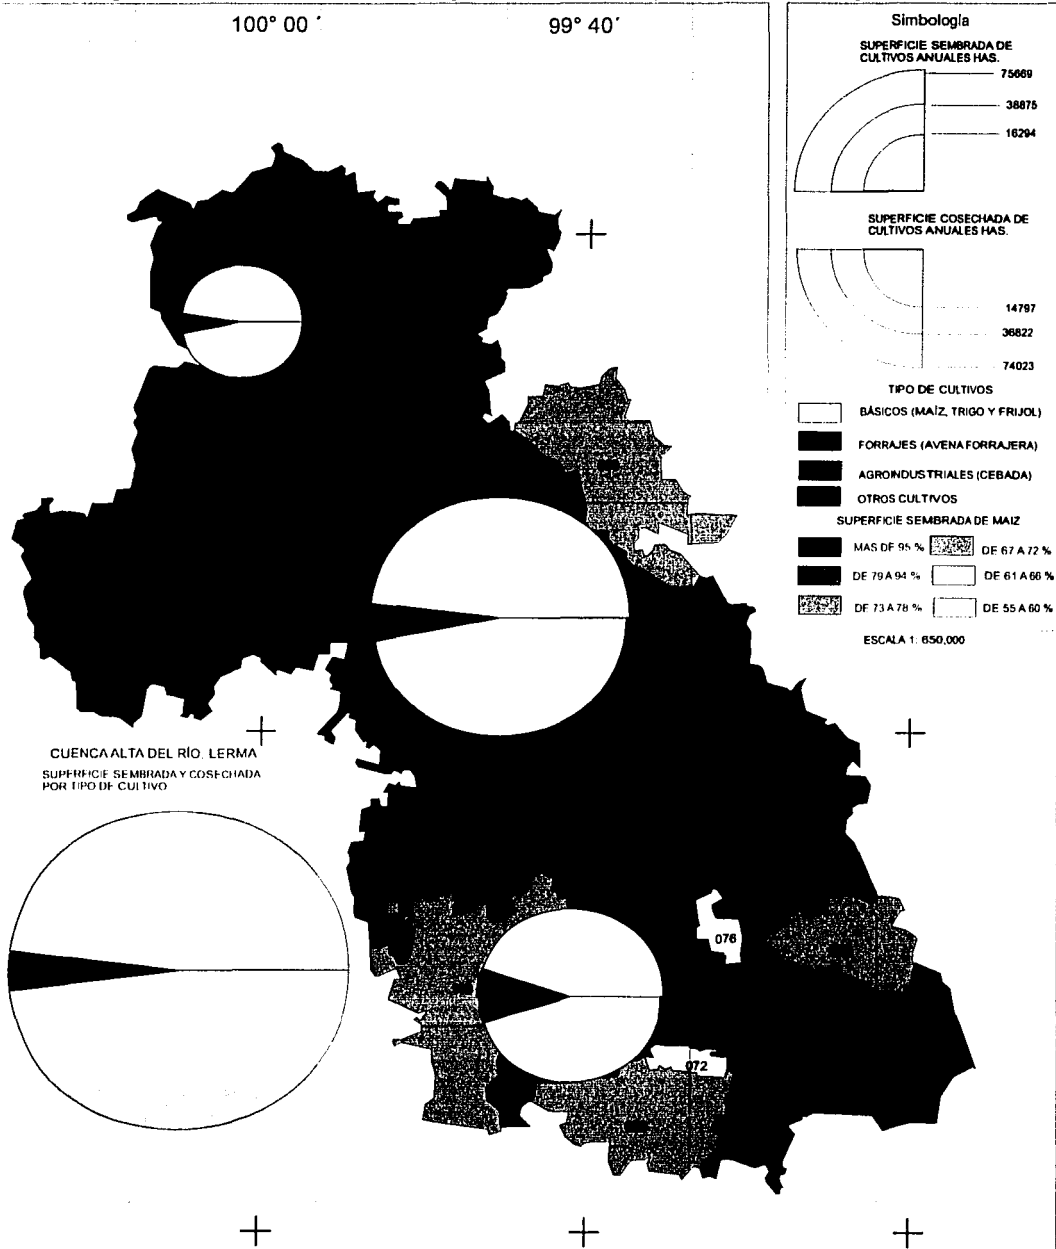 100° 00 ´
99° 40´
Simbología
SUPERFICIE SEMBRADA DE
CULTIVOS ANUALES HAS.
75669
38875
16294
SUPERFICIE COSECHADA DE
CULTIVOS ANUALES HAS.
14797
36822
74023
TIPO DE CULTIVOS
BÁSICOS (MAÍZ, TRIGO Y FRIJOL)
FORRAJES (AVENA FORRAJERA)
AGROINDUSTRIALES (CEBADA)
OTROS CULTIVOS
SUPERFICIE SEMBRADA DE MAIZ
MAS DE 95 % DE 67 A 72 %
DE 79 A 94 % DE 61 A 66 %
DE 73 A 78 % DE 55 A 60 %
ESCALA 1: 650,000
CUENCA ALTA DEL RÍO. LERMA
SUPERFICIE SEMBRADA Y COSECHADA
POR TIPO DE CULTIVO
076
072